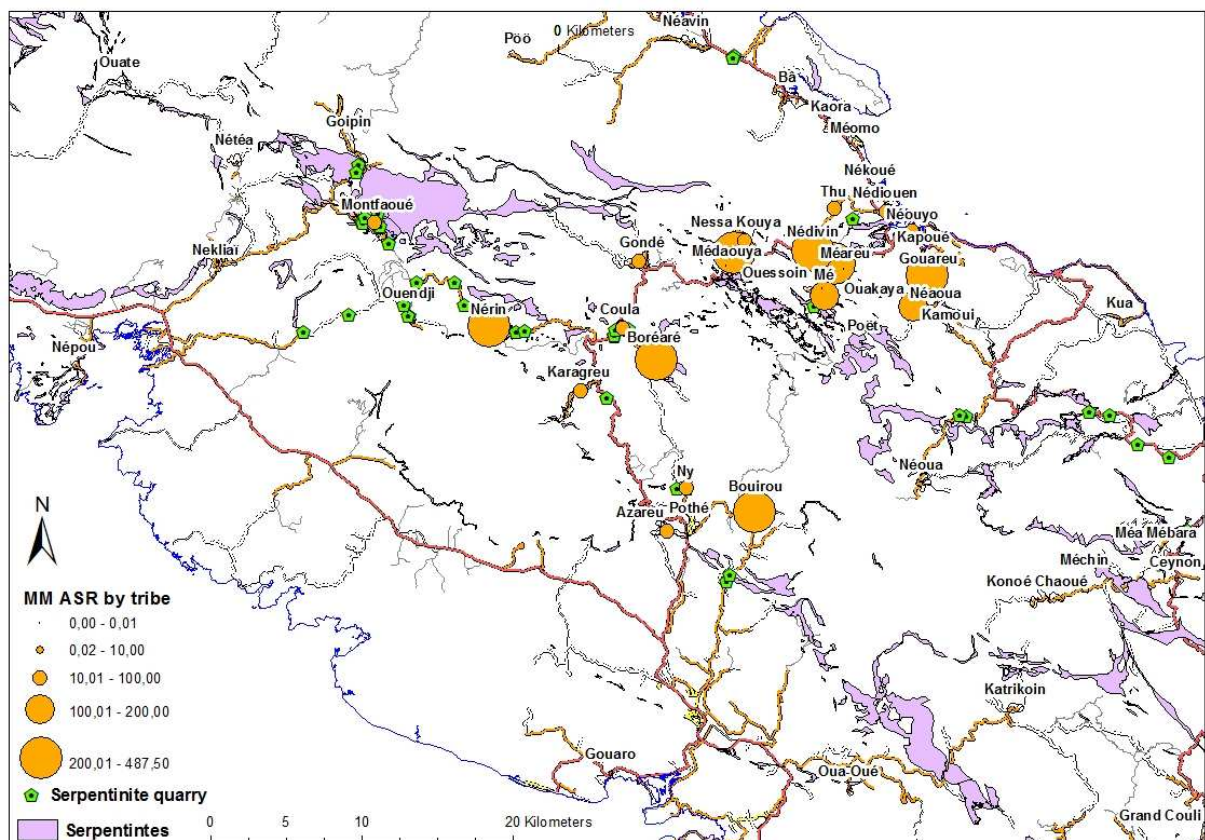 Néavin
0 Kilometers
Pöö
Ouate
Bâ
Kaora
Goipin
Méomo
Nétéa
Nékoué
Thu
Nédiouen
Montfaoué
Nessa Kouya
Néouyo
Nédivin
Kapoué
Gondé
Médaouya
Méareu
Gouareu
Nekliaï
Ouessoin
Mé
Ouakaya
Ouendji
Néaoua
Kua
Nérin
Coula
Kamoui
Poët
Boréaré
Népou
Karagreu
Néoua
Ny
Bouirou
N
Azareu
Pothé
Méa Mébara
Méchin
Ceynon
Konoé Chaoué
MM ASR by tribe
0,00 - 0,01
0,02 - 10,00
10,01 - 100,00
100,01 - 200,00
200,01 - 487,50
Katrikoin
Gouaro
Oua-Oué
Serpentinite quarry
Grand Couli
Serpentintes
0 5 10 20 Kilometers